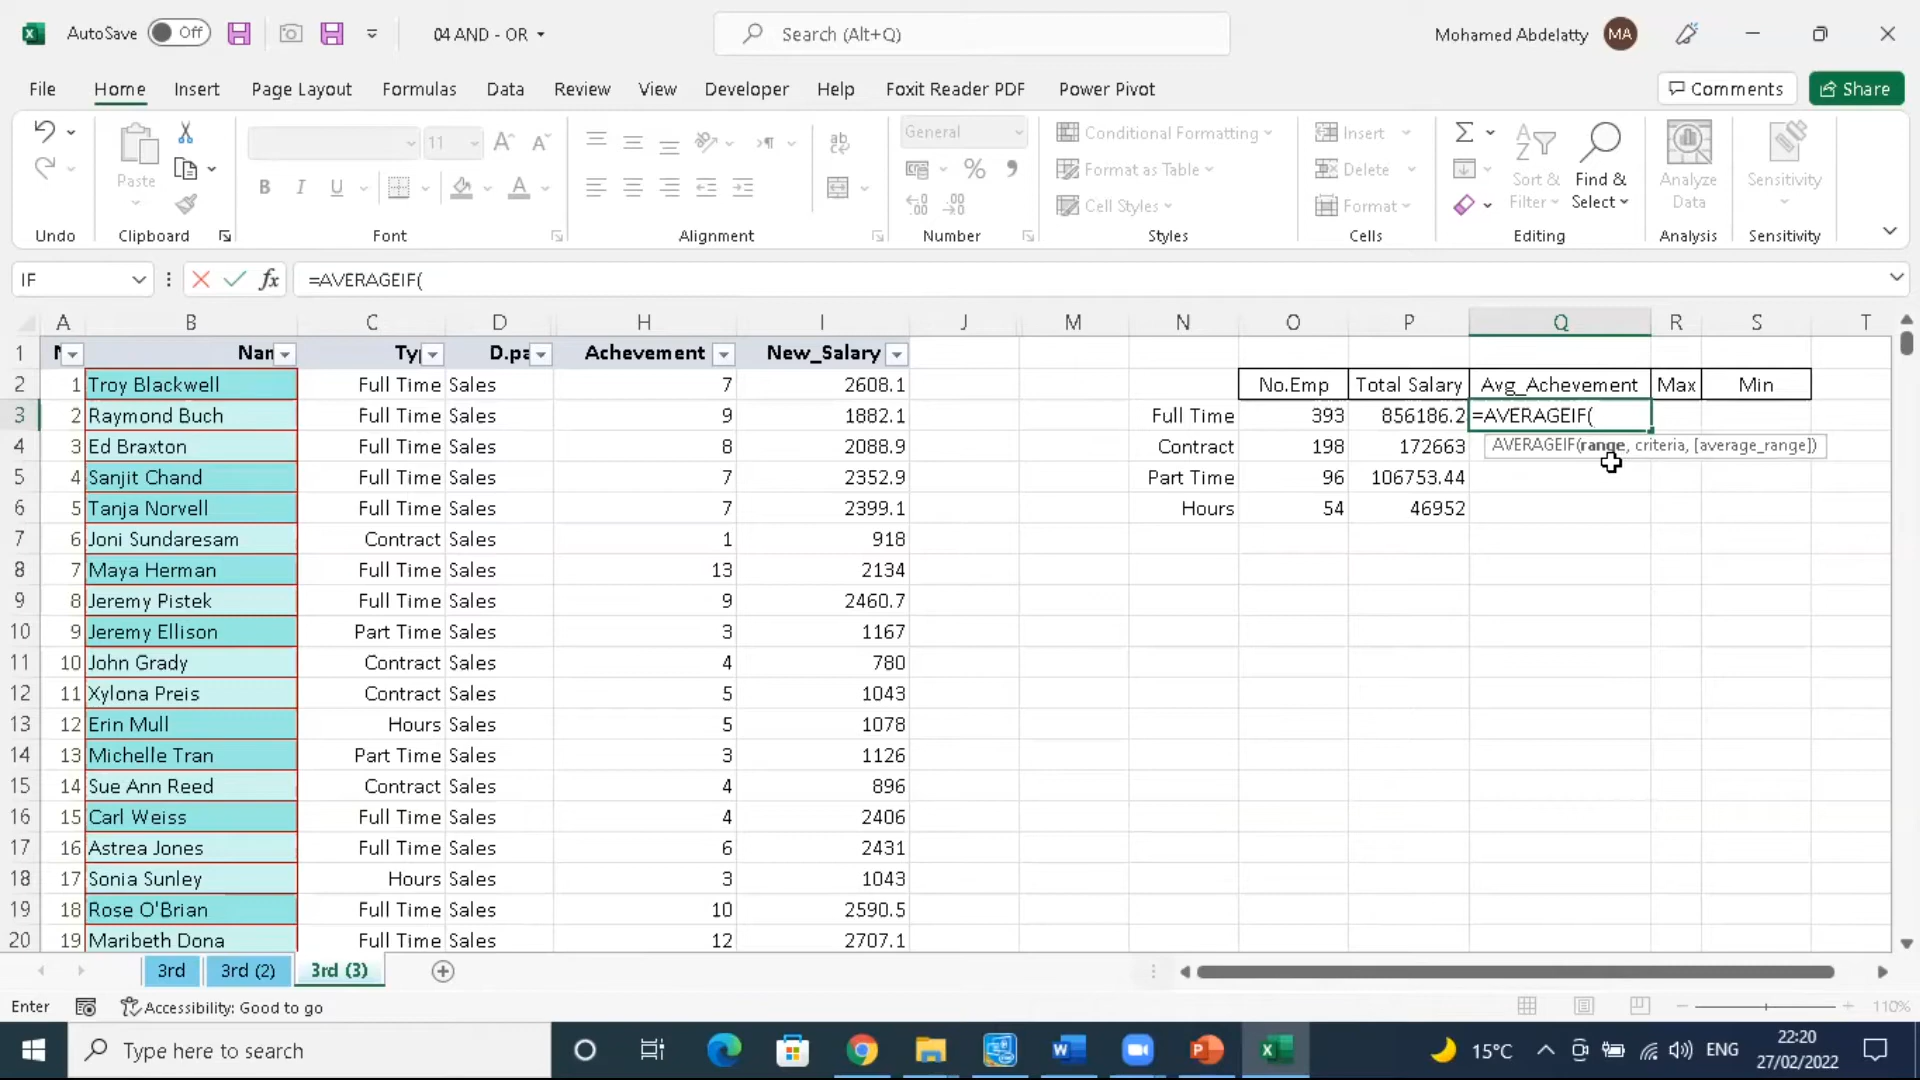 AutoSave Off 04 AND - OR Search (Alt+Q) Mohamed Abdelatty MA
File Home Insert Page Layout Formulas Data Review View Developer Help Foxit Reader PDF Power Pivot Comments Share
General
11
Conditional Formatting Insert
Paste Format as Table Delete Sort & Filter Find & Select Analyze Data Sensitivity
B I U Cell Styles Format
Undo Clipboard Font Alignment Number Styles Cells Editing Analysis Sensitivity
IF fx =AVERAGEIF(
A B C D H I J M N O P Q R S T
1 Nar Ty D.pa Achevement New_Salary
2 1 Troy Blackwell Full Time Sales 7 2608.1 No.Emp Total Salary Avg_Achevement Max Min
3 2 Raymond Buch Full Time Sales 9 1882.1 Full Time 393 856186.2 =AVERAGEIF(
4 3 Ed Braxton Full Time Sales 8 2088.9 Contract 198 172663 AVERAGEIF(range, criteria, [average_range])
5 4 Sanjit Chand Full Time Sales 7 2352.9 Part Time 96 106753.44
6 5 Tanja Norvell Full Time Sales 7 2399.1 Hours 54 46952
7 6 Joni Sundaresam Contract Sales 1 918
8 7 Maya Herman Full Time Sales 13 2134
9 8 Jeremy Pistek Full Time Sales 9 2460.7
10 9 Jeremy Ellison Part Time Sales 3 1167
11 10 John Grady Contract Sales 4 780
12 11 Xylona Preis Contract Sales 5 1043
13 12 Erin Mull Hours Sales 5 1078
14 13 Michelle Tran Part Time Sales 3 1126
15 14 Sue Ann Reed Contract Sales 4 896
16 15 Carl Weiss Full Time Sales 4 2406
17 16 Astrea Jones Full Time Sales 6 2431
18 17 Sonia Sunley Hours Sales 3 1043
19 18 Rose O'Brian Full Time Sales 10 2590.5
20 19 Maribeth Dona Full Time Sales 12 2707.1
3rd 3rd (2) 3rd (3)
Enter Accessibility: Good to go 110%
Type here to search 15°C ENG 22:20
27/02/2022